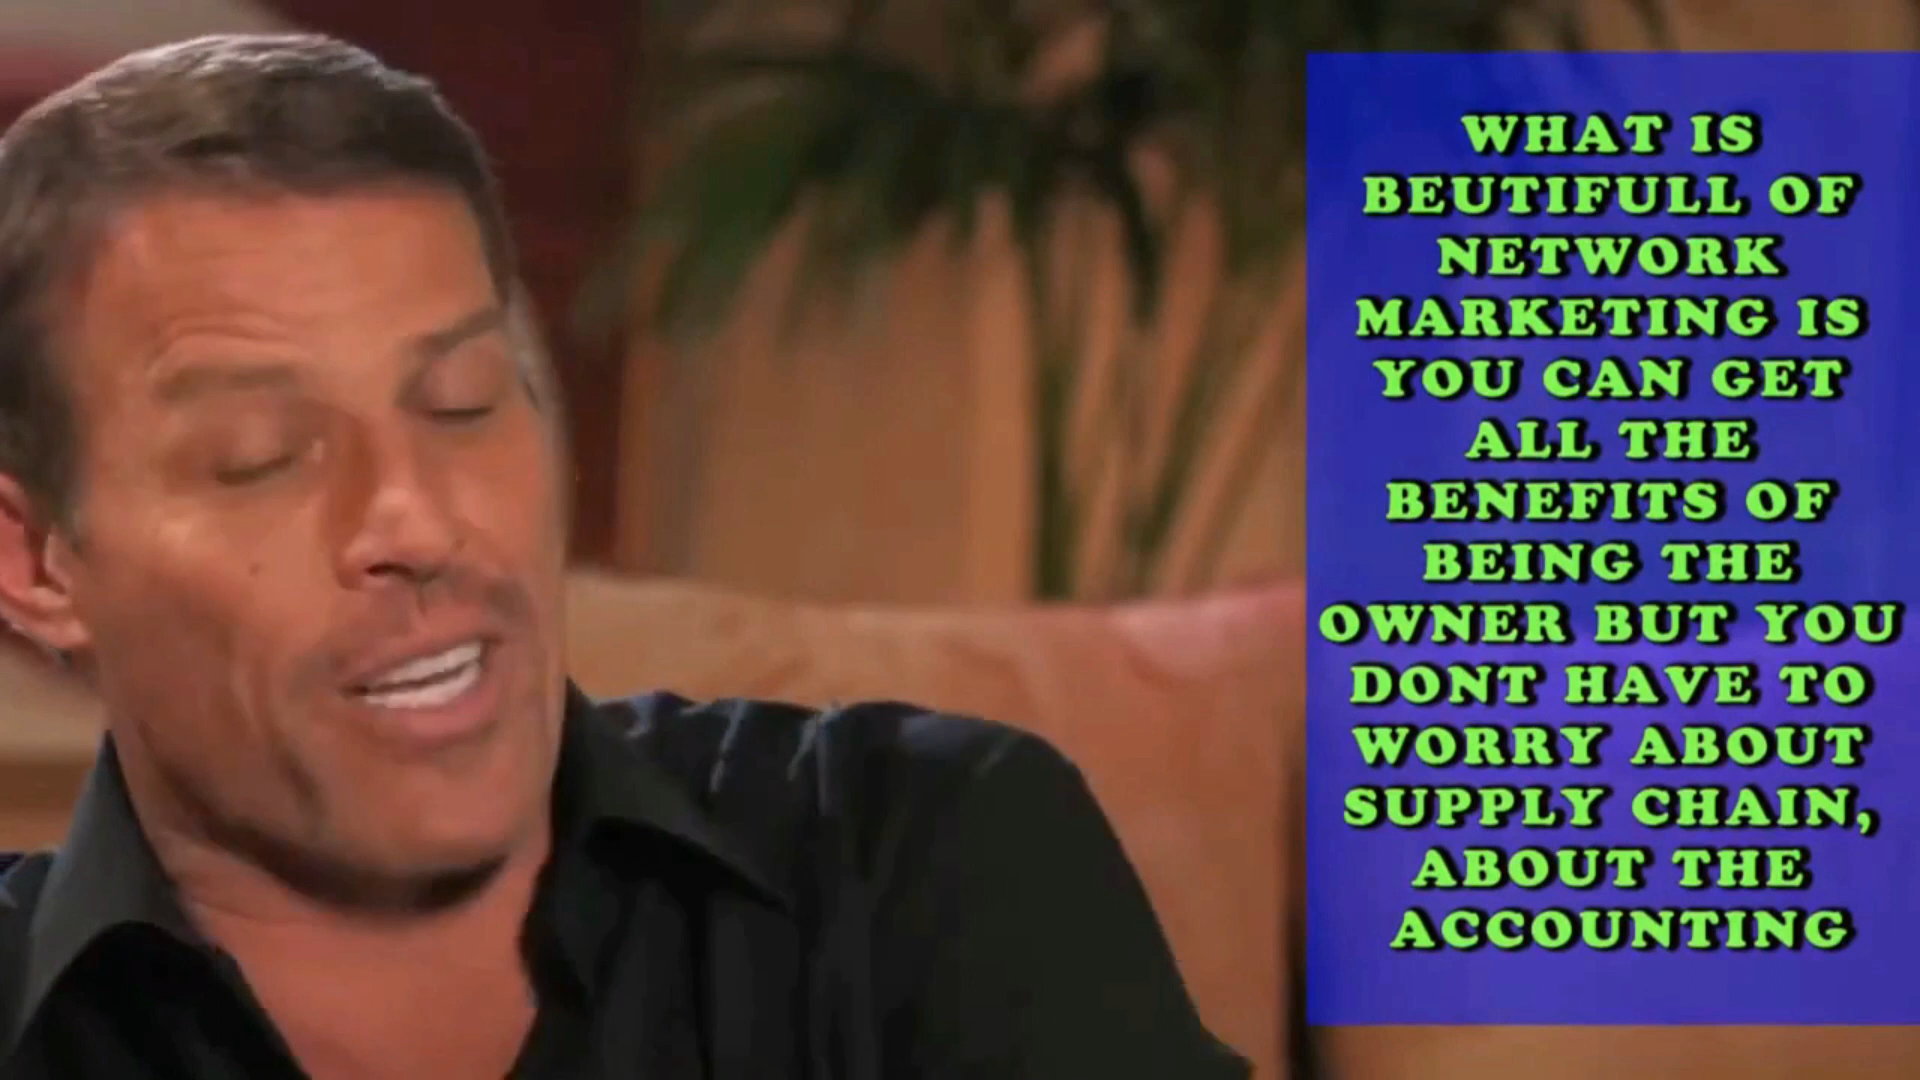 WHAT IS
BEUTIFULL OF
NETWORK
MARKETING IS
YOU CAN GET
ALL THE
BENEFITS OF
BEING THE
OWNER BUT YOU
DONT HAVE TO
WORRY ABOUT
SUPPLY CHAIN,
ABOUT THE
ACCOUNTING